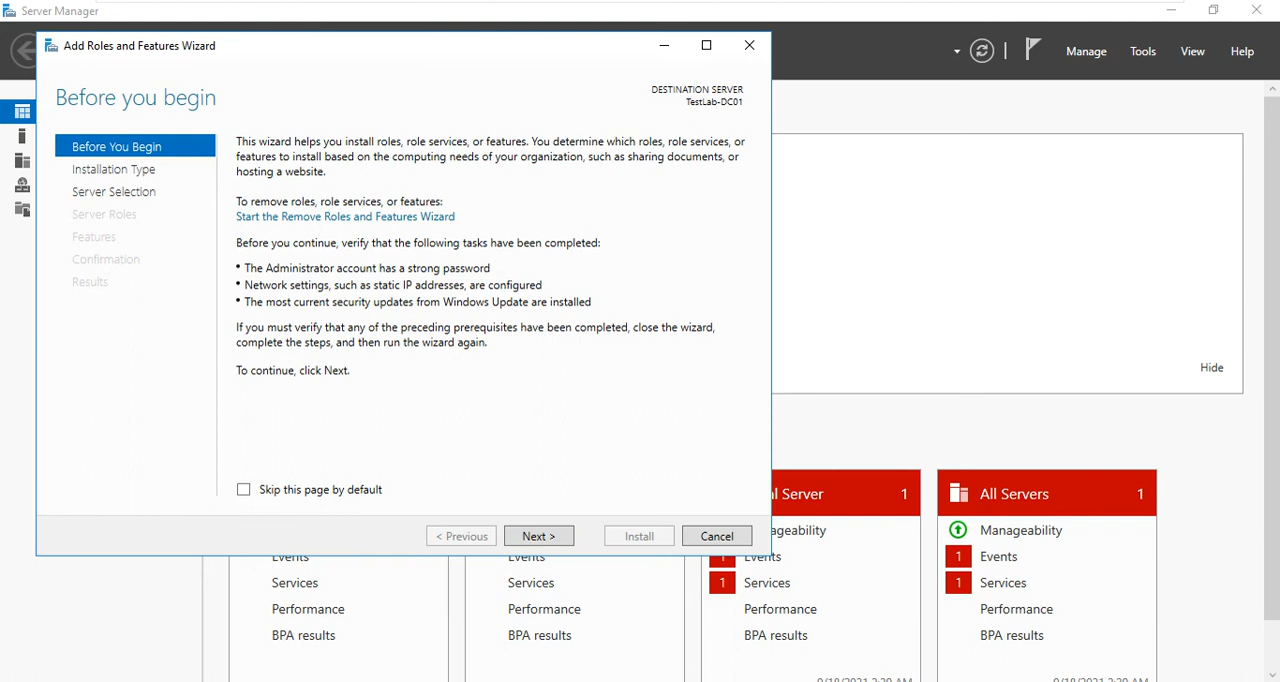 Server Manager
Manage
Tools
View
Help
Add Roles and Features Wizard
Before you begin
DESTINATION SERVER
TestLab-DC01
Before You Begin
Installation Type
Server Selection
Server Roles
Features
Confirmation
Results
This wizard helps you install roles, role services, or features. You determine which roles, role services, or
features to install based on the computing needs of your organization, such as sharing documents, or
hosting a website.
To remove roles, role services, or features:
Start the Remove Roles and Features Wizard
Before you continue, verify that the following tasks have been completed:
• The Administrator account has a strong password
• Network settings, such as static IP addresses, are configured
• The most current security updates from Windows Update are installed
If you must verify that any of the preceding prerequisites have been completed, close the wizard,
complete the steps, and then run the wizard again.
To continue, click Next.
Skip this page by default
< Previous
Next >
Install
Cancel
Hide
Events
Services
Performance
BPA results
Events
Services
Performance
BPA results
Server 1
1 Events
1 Services
Performance
BPA results
All Servers 1
Manageability
1 Events
1 Services
Performance
BPA results